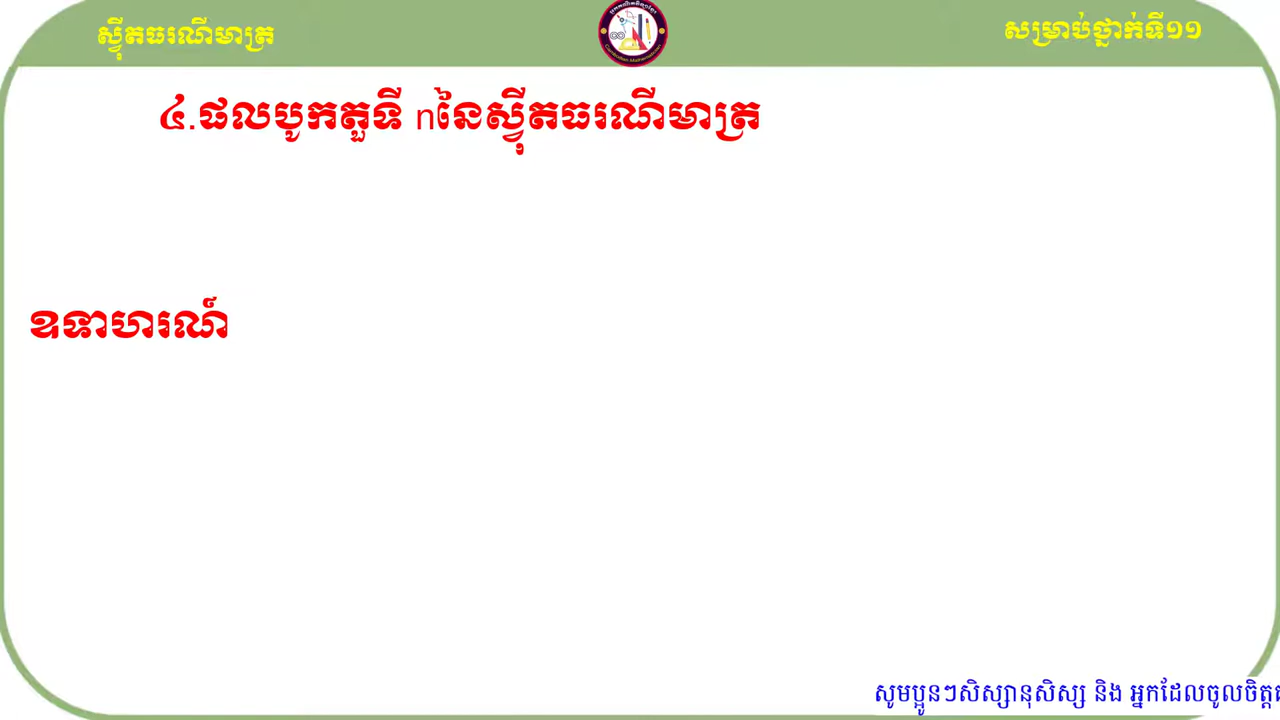 ស្វ៊ីតធរណីមាត្រ
សម្រាប់ថ្នាក់ទី១១
៤.ផលបូកតួទី nនៃស្វ៊ីតធរណីមាត្រ
ឧទាហរណ៍
សូមប្អូនៗសិស្សានុសិស្ស និង អ្នកដែលចូលចិត្ត